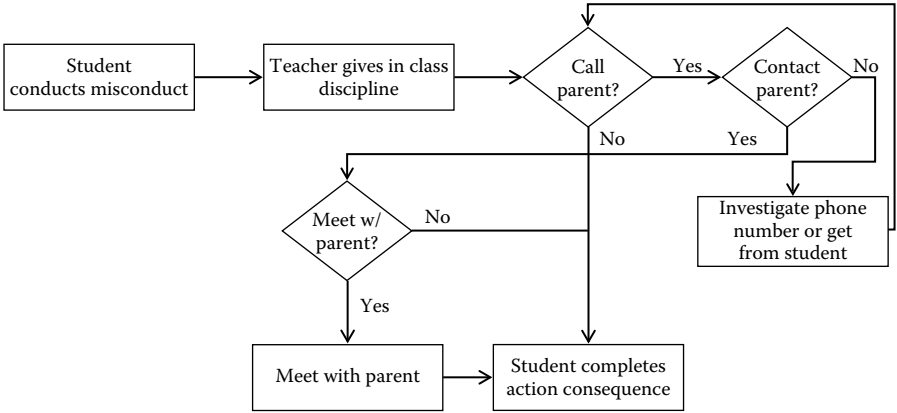 Student
conducts misconduct
Teacher gives in class
discipline
Call
parent?
Yes
Contact
parent?
No
No
Yes
Meet w/
parent?
No
Investigate phone
number or get
from student
Yes
Meet with parent
Student completes
action consequence